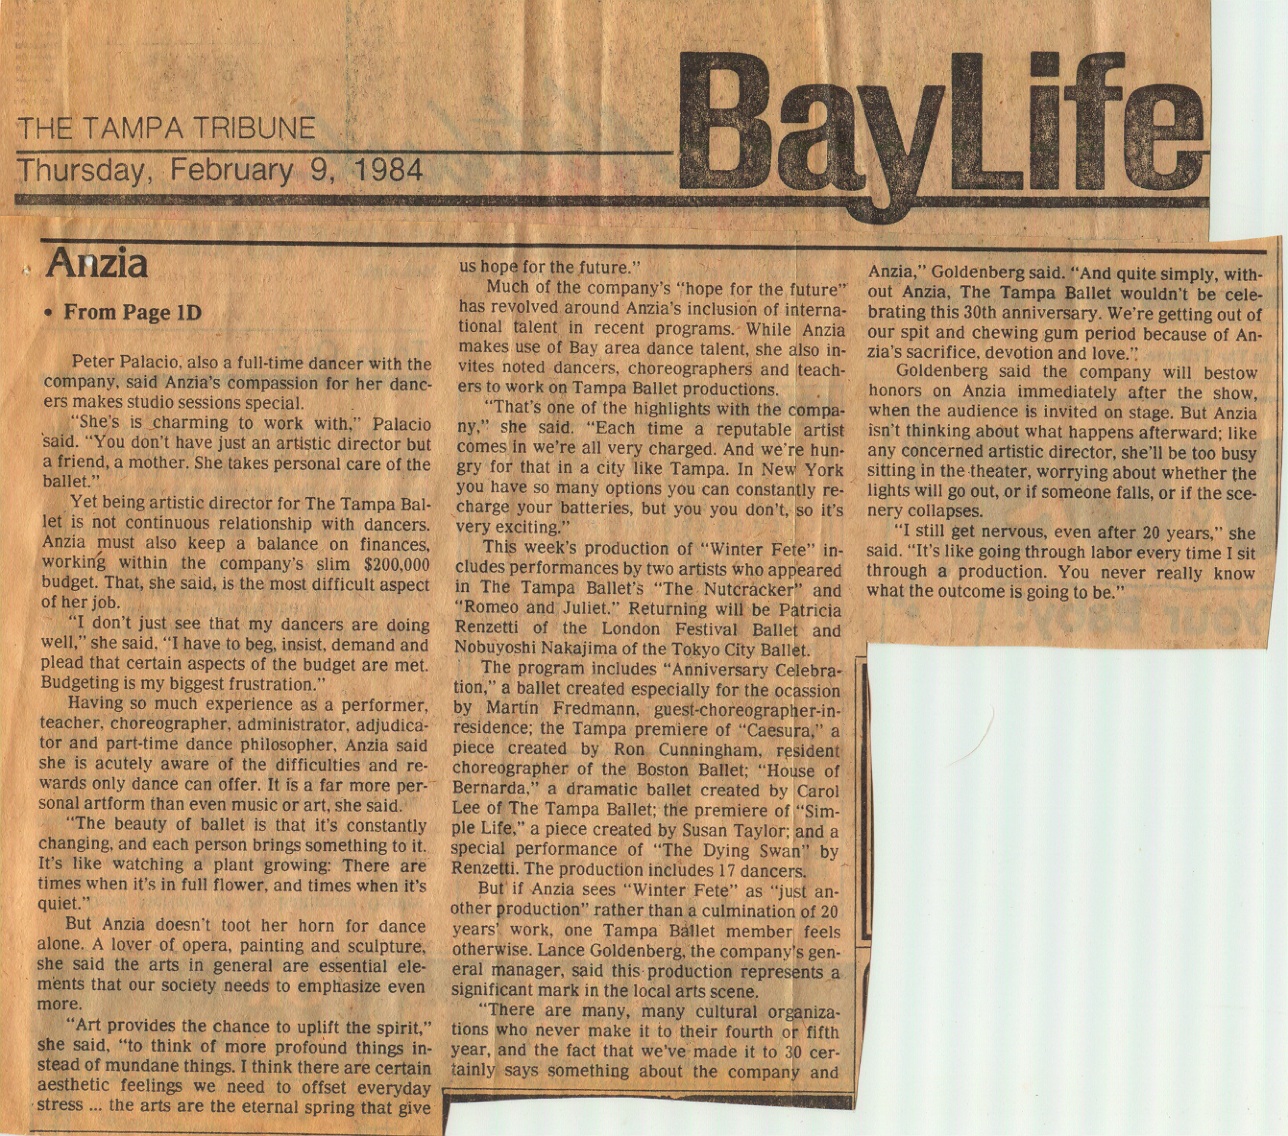 BayLife
THE TAMPA TRIBUNE
Thursday, February 9, 1984
Anzia
• From Page 1D
Peter Palacio, also a full-time dancer with the
company, said Anzia's compassion for her danc-
ers makes studio sessions special.
"She's is charming to work with," Palacio
said. "You don't have just an artistic director but
a friend, a mother. She takes personal care of the
ballet."
Yet being artistic director for The Tampa Bal-
let is not continuous relationship with dancers.
Anzia must also keep a balance on finances,
working within the company's slim $200,000
budget. That, she said, is the most difficult aspect
of her job.
"I don't just see that my dancers are doing
well," she said, "I have to beg, insist, demand and
plead that certain aspects of the budget are met.
Budgeting is my biggest frustration."
Having so much experience as a performer,
teacher, choreographer, administrator, adjudica-
tor and part-time dance philosopher, Anzia said
she is acutely aware of the difficulties and re-
wards only dance can offer. It is a far more per-
sonal artform than even music or art, she said.
"The beauty of ballet is that it's constantly
changing, and each person brings something to it.
It's like watching a plant growing: There are
times when it's in full flower, and times when it's
quiet."
But Anzia doesn't toot her horn for dance
alone. A lover of opera, painting and sculpture,
she said the arts in general are essential ele-
ments that our society needs to emphasize even
more.
"Art provides the chance to uplift the spirit,"
she said, "to think of more profound things in-
stead of mundane things. I think there are certain
aesthetic feelings we need to offset everyday
stress ... the arts are the eternal spring that give
us hope for the future."
Much of the company's "hope for the future"
has revolved around Anzia's inclusion of interna-
tional talent in recent programs. While Anzia
makes use of Bay area dance talent, she also in-
vites noted dancers, choreographers and teach-
ers to work on Tampa Ballet productions.
"That's one of the highlights with the compa-
ny," she said. "Each time a reputable artist
comes in we're all very charged. And we're hun-
gry for that in a city like Tampa. In New York
you have so many options you can constantly re-
charge your batteries, but you you don't, so it's
very exciting."
This week's production of "Winter Fete" in-
cludes performances by two artists who appeared
in The Tampa Ballet's "The Nutcracker" and
"Romeo and Juliet." Returning will be Patricia
Renzetti of the London Festival Ballet and
Nobuyoshi Nakajima of the Tokyo City Ballet.
The program includes "Anniversary Celebra-
tion," a ballet created especially for the ocassion
by Martin Fredmann, guest-choreographer-in-
residence; the Tampa premiere of "Caesura," a
piece created by Ron Cunningham, resident
choreographer of the Boston Ballet; "House of
Bernarda," a dramatic ballet created by Carol
Lee of The Tampa Ballet; the premiere of "Sim-
ple Life," a piece created by Susan Taylor; and a
special performance of "The Dying Swan" by
Renzetti. The production includes 17 dancers.
But if Anzia sees "Winter Fete" as "just an-
other production" rather than a culmination of 20
years' work, one Tampa Ballet member feels
otherwise. Lance Goldenberg, the company's gen-
eral manager, said this production represents a
significant mark in the local arts scene.
"There are many, many cultural organiza-
tions who never make it to their fourth or fifth
year, and the fact that we've made it to 30 cer-
tainly says something about the company and
Anzia," Goldenberg said. "And quite simply, with-
out Anzia, The Tampa Ballet wouldn't be cele-
brating this 30th anniversary. We're getting out of
our spit and chewing gum period because of An-
zia's sacrifice, devotion and love."
Goldenberg said the company will bestow
honors on Anzia immediately after the show,
when the audience is invited on stage. But Anzia
isn't thinking about what happens afterward; like
any concerned artistic director, she'll be too busy
sitting in the theater, worrying about whether the
lights will go out, or if someone falls, or if the sce-
nery collapses.
"I still get nervous, even after 20 years," she
said. "It's like going through labor every time I sit
through a production. You never really know
what the outcome is going to be."